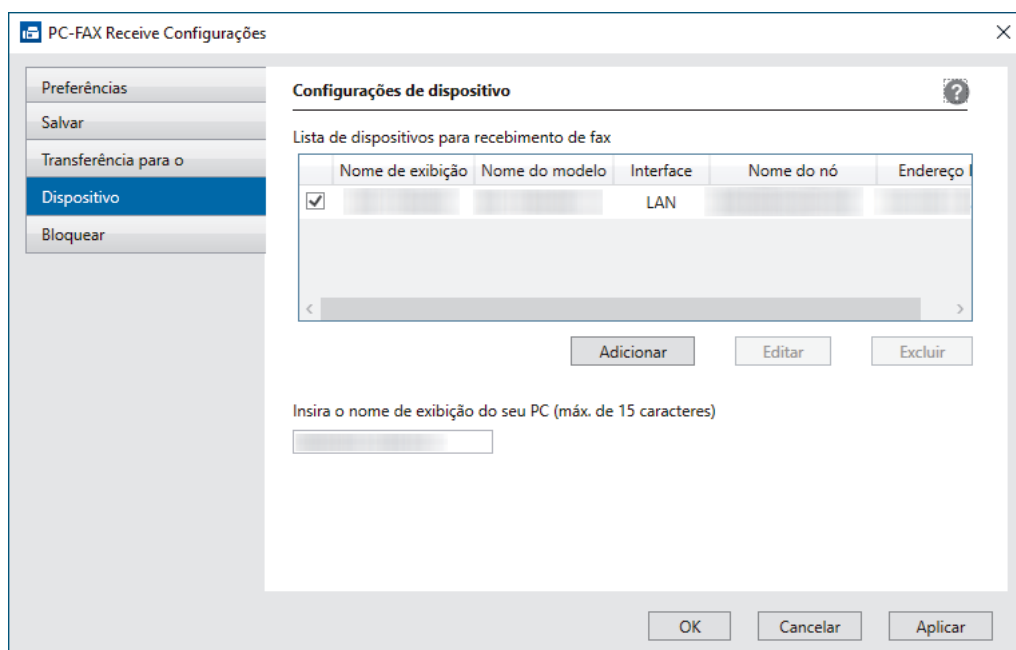 PC-FAX Receive Configurações
Preferências
Salvar
Transferência para o
Dispositivo
Bloquear
Configurações de dispositivo
Lista de dispositivos para recebimento de fax
Nome de exibição Nome do modelo Interface Nome do nó Endereço
LAN
Adicionar Editar Excluir
Insira o nome de exibição do seu PC (máx. de 15 caracteres)
OK Cancelar Aplicar